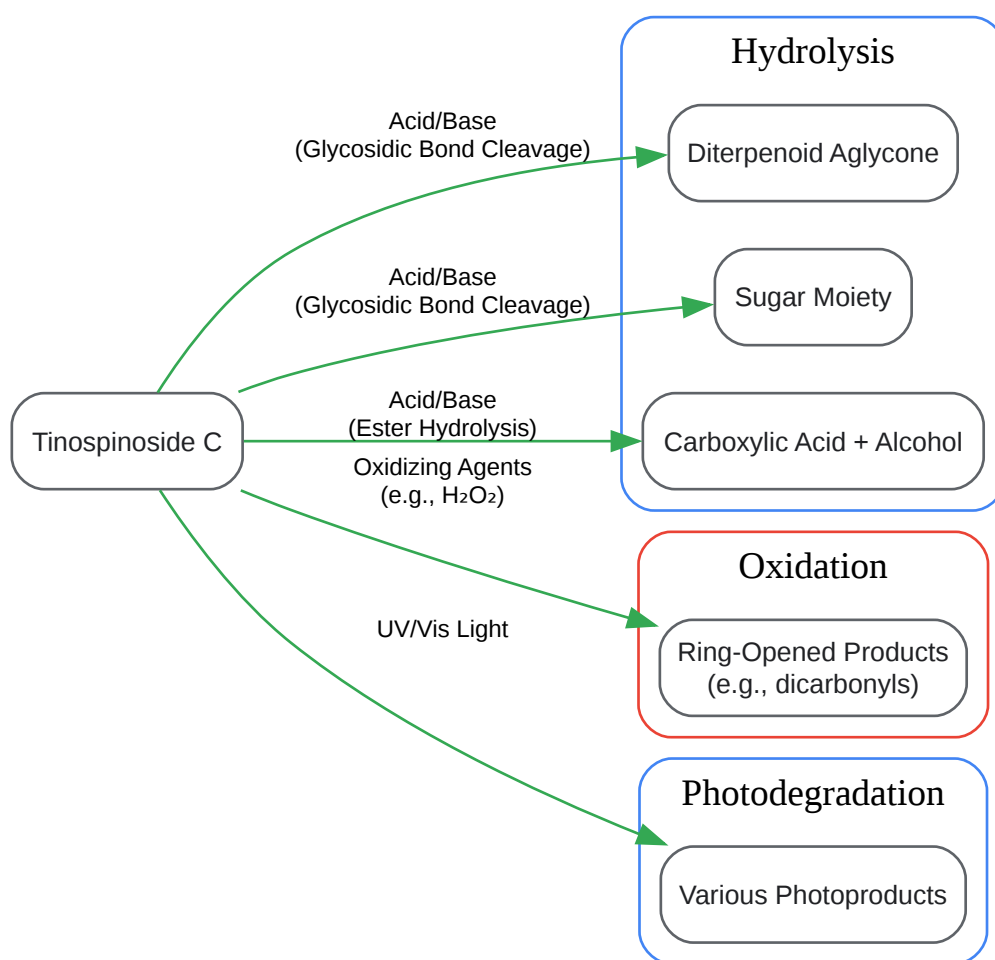 Hydrolysis
Acid/Base
(Glycosidic Bond Cleavage)
Diterpenoid Aglycone
Acid/Base
(Glycosidic Bond Cleavage)
Sugar Moiety
Tinospinoside C
Acid/Base
(Ester Hydrolysis)
Carboxylic Acid + Alcohol
Oxidizing Agents
(e.g., H₂O₂)
Oxidation
Ring-Opened Products
(e.g., dicarbonyls)
UV/Vis Light
Photodegradation
Various Photoproducts